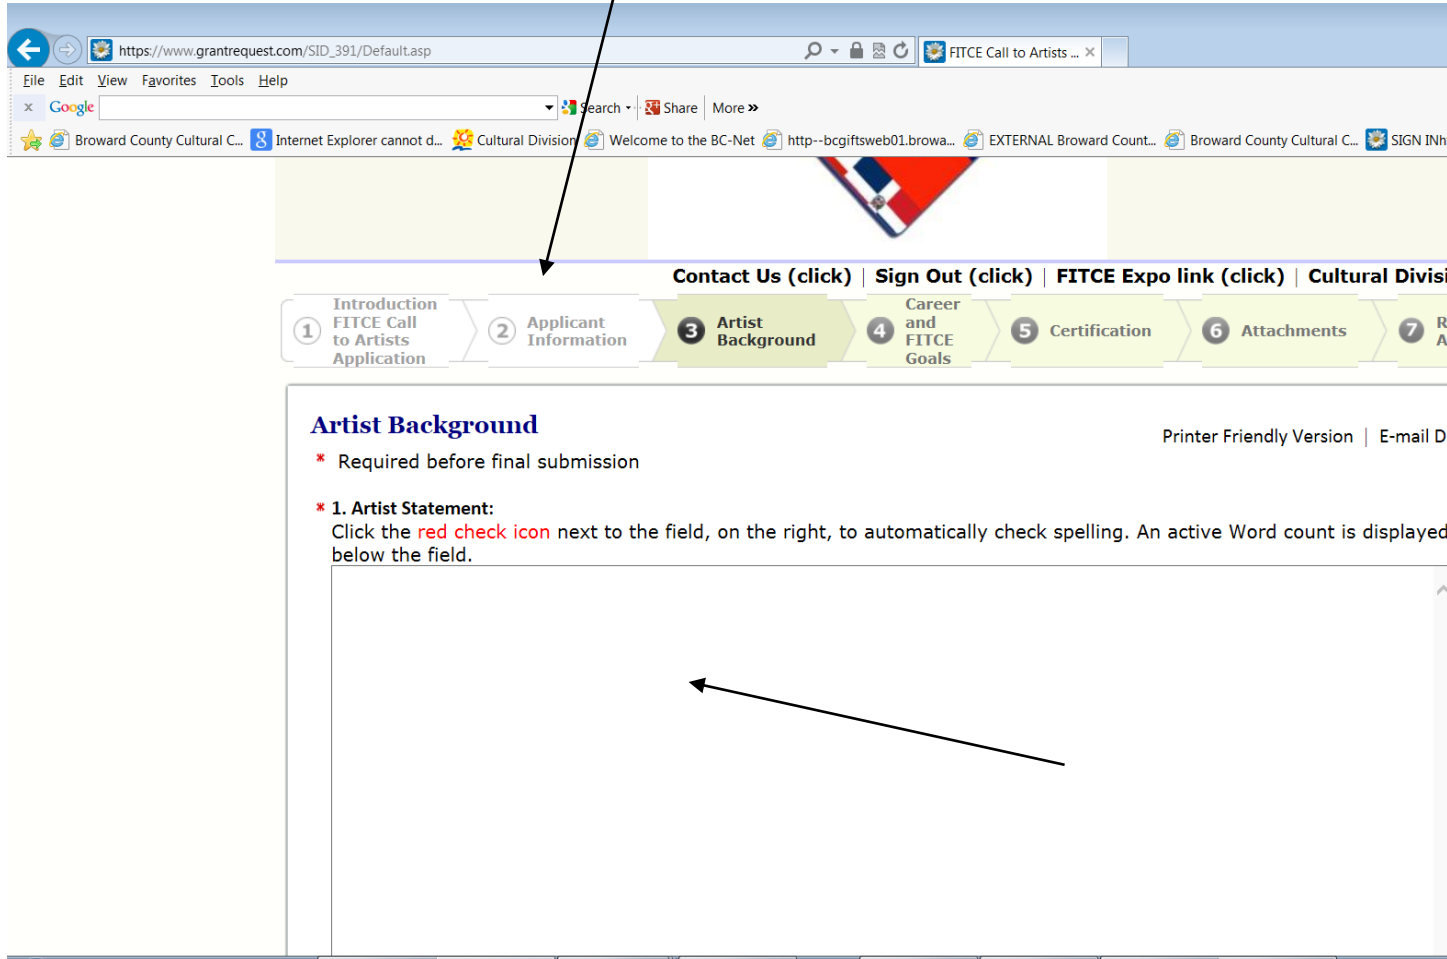 https://www.grantrequest.com/SID_391/Default.asp
FITCE Call to Artists ...
File Edit View Favorites Tools Help
x Google Search Share More »
Broward County Cultural C... Internet Explorer cannot d... Cultural Division Welcome to the BC-Net http--bcgiftsweb01.browa... EXTERNAL Broward Count... Broward County Cultural C... SIGN INh
Contact Us (click) | Sign Out (click) | FITCE Expo link (click) | Cultural Divisi
1 Introduction
FITCE Call
to Artists
Application
2 Applicant
Information
3 Artist
Background
4 Career
and
FITCE
Goals
5 Certification
6 Attachments
7 R
A
Artist Background
Printer Friendly Version | E-mail D
* Required before final submission
* 1. Artist Statement:
Click the red check icon next to the field, on the right, to automatically check spelling. An active Word count is displayed
below the field.